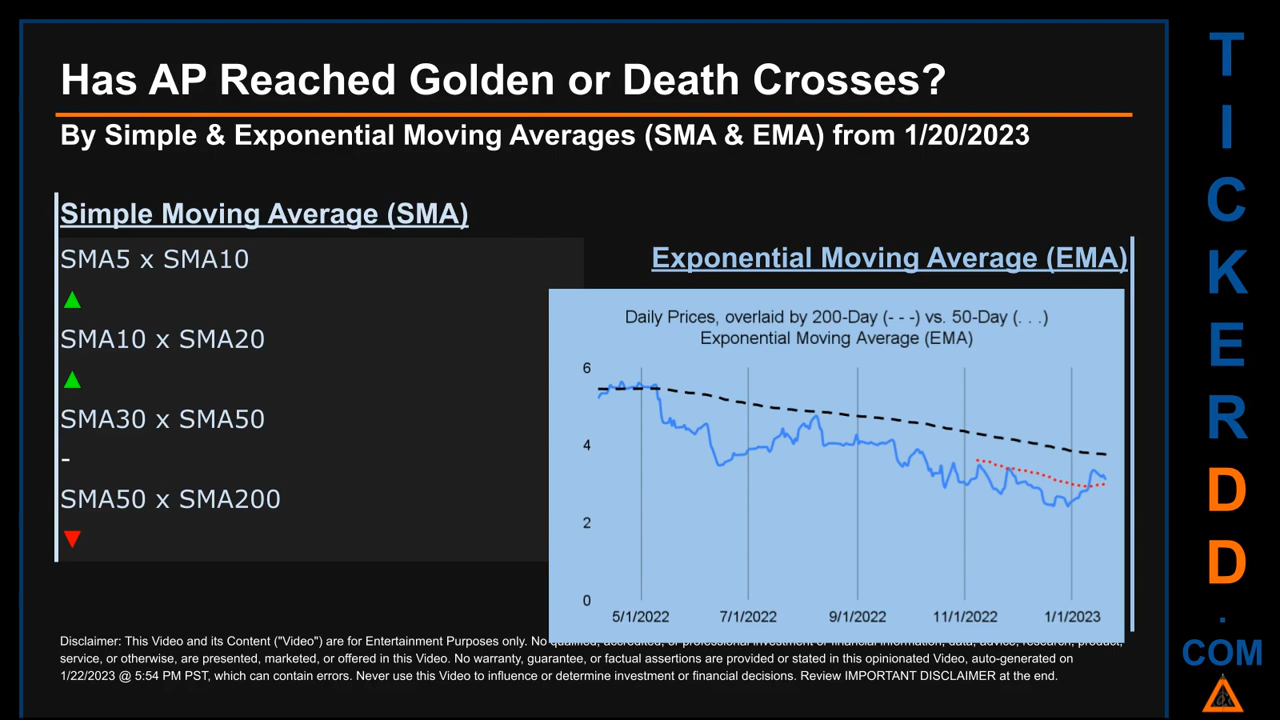 Has AP Reached Golden or Death Crosses?
By Simple & Exponential Moving Averages (SMA & EMA) from 1/20/2023
Simple Moving Average (SMA)
SMA5 x SMA10
▲
SMA10 x SMA20
▲
SMA30 x SMA50
-
SMA50 x SMA200
▼
Exponential Moving Average (EMA)
Daily Prices, overlaid by 200-Day (- - -) vs. 50-Day (. . .)
Exponential Moving Average (EMA)
6
4
2
0
5/1/2022 7/1/2022 9/1/2022 11/1/2022 1/1/2023
Disclaimer: This Video and its Content ("Video") are for Entertainment Purposes only. No
service, or otherwise, are presented, marketed, or offered in this Video. No warranty, guarantee, or factual assertions are provided or stated in this opinionated Video, auto-generated on
1/22/2023 @ 5:54 PM PST, which can contain errors. Never use this Video to influence or determine investment or financial decisions. Review IMPORTANT DISCLAIMER at the end.
T
I
C
K
E
R
D
D
.
COM